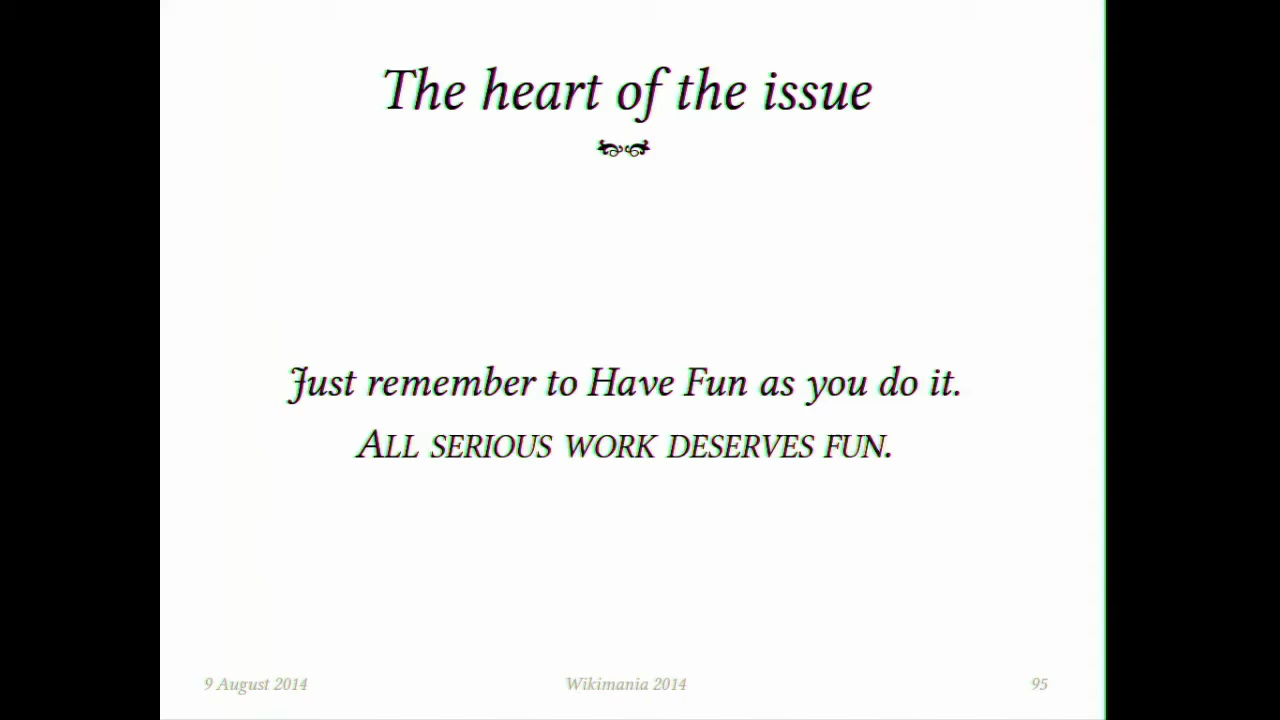 The heart of the issue
Just remember to Have Fun as you do it.
ALL SERIOUS WORK DESERVES FUN.
9 August 2014 Wikimania 2014 95